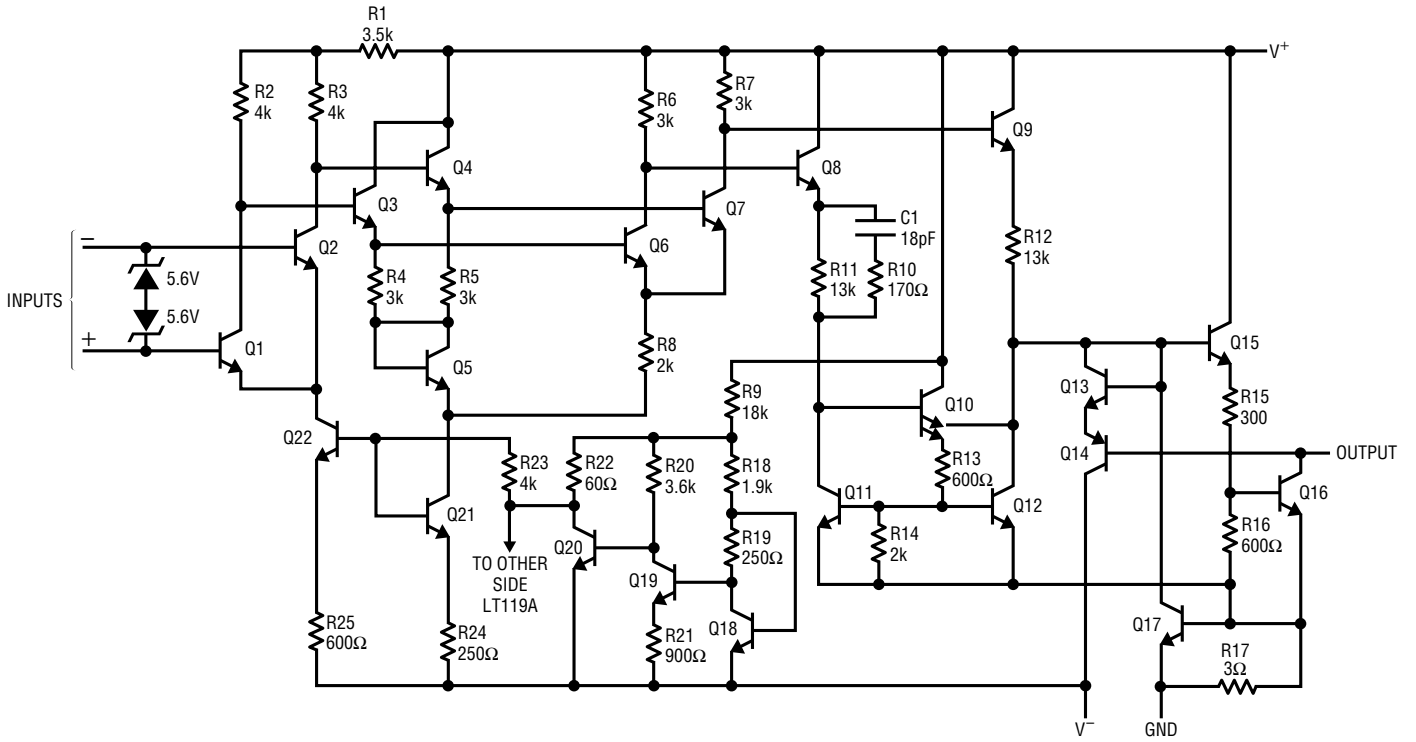 R1
3.5k
V+
R2
4k
R3
4k
R6
3k
R7
3k
Q9
Q4
Q8
Q3
Q7
C1
18pF
−
Q2
Q6
R12
13k
INPUTS
5.6V
R4
3k
R5
3k
R11
13k
R10
170Ω
5.6V
+
Q1
R8
2k
Q15
Q5
Q13
R9
18k
Q10
R15
300
Q22
Q14
OUTPUT
R23
4k
R22
60Ω
R20
3.6k
R18
1.9k
R13
600Ω
Q11
Q12
Q16
Q21
R14
2k
R16
600Ω
TO OTHER
SIDE
LT119A
Q20
R19
250Ω
Q19
Q18
Q17
R25
600Ω
R24
250Ω
R21
900Ω
R17
3Ω
V−
GND